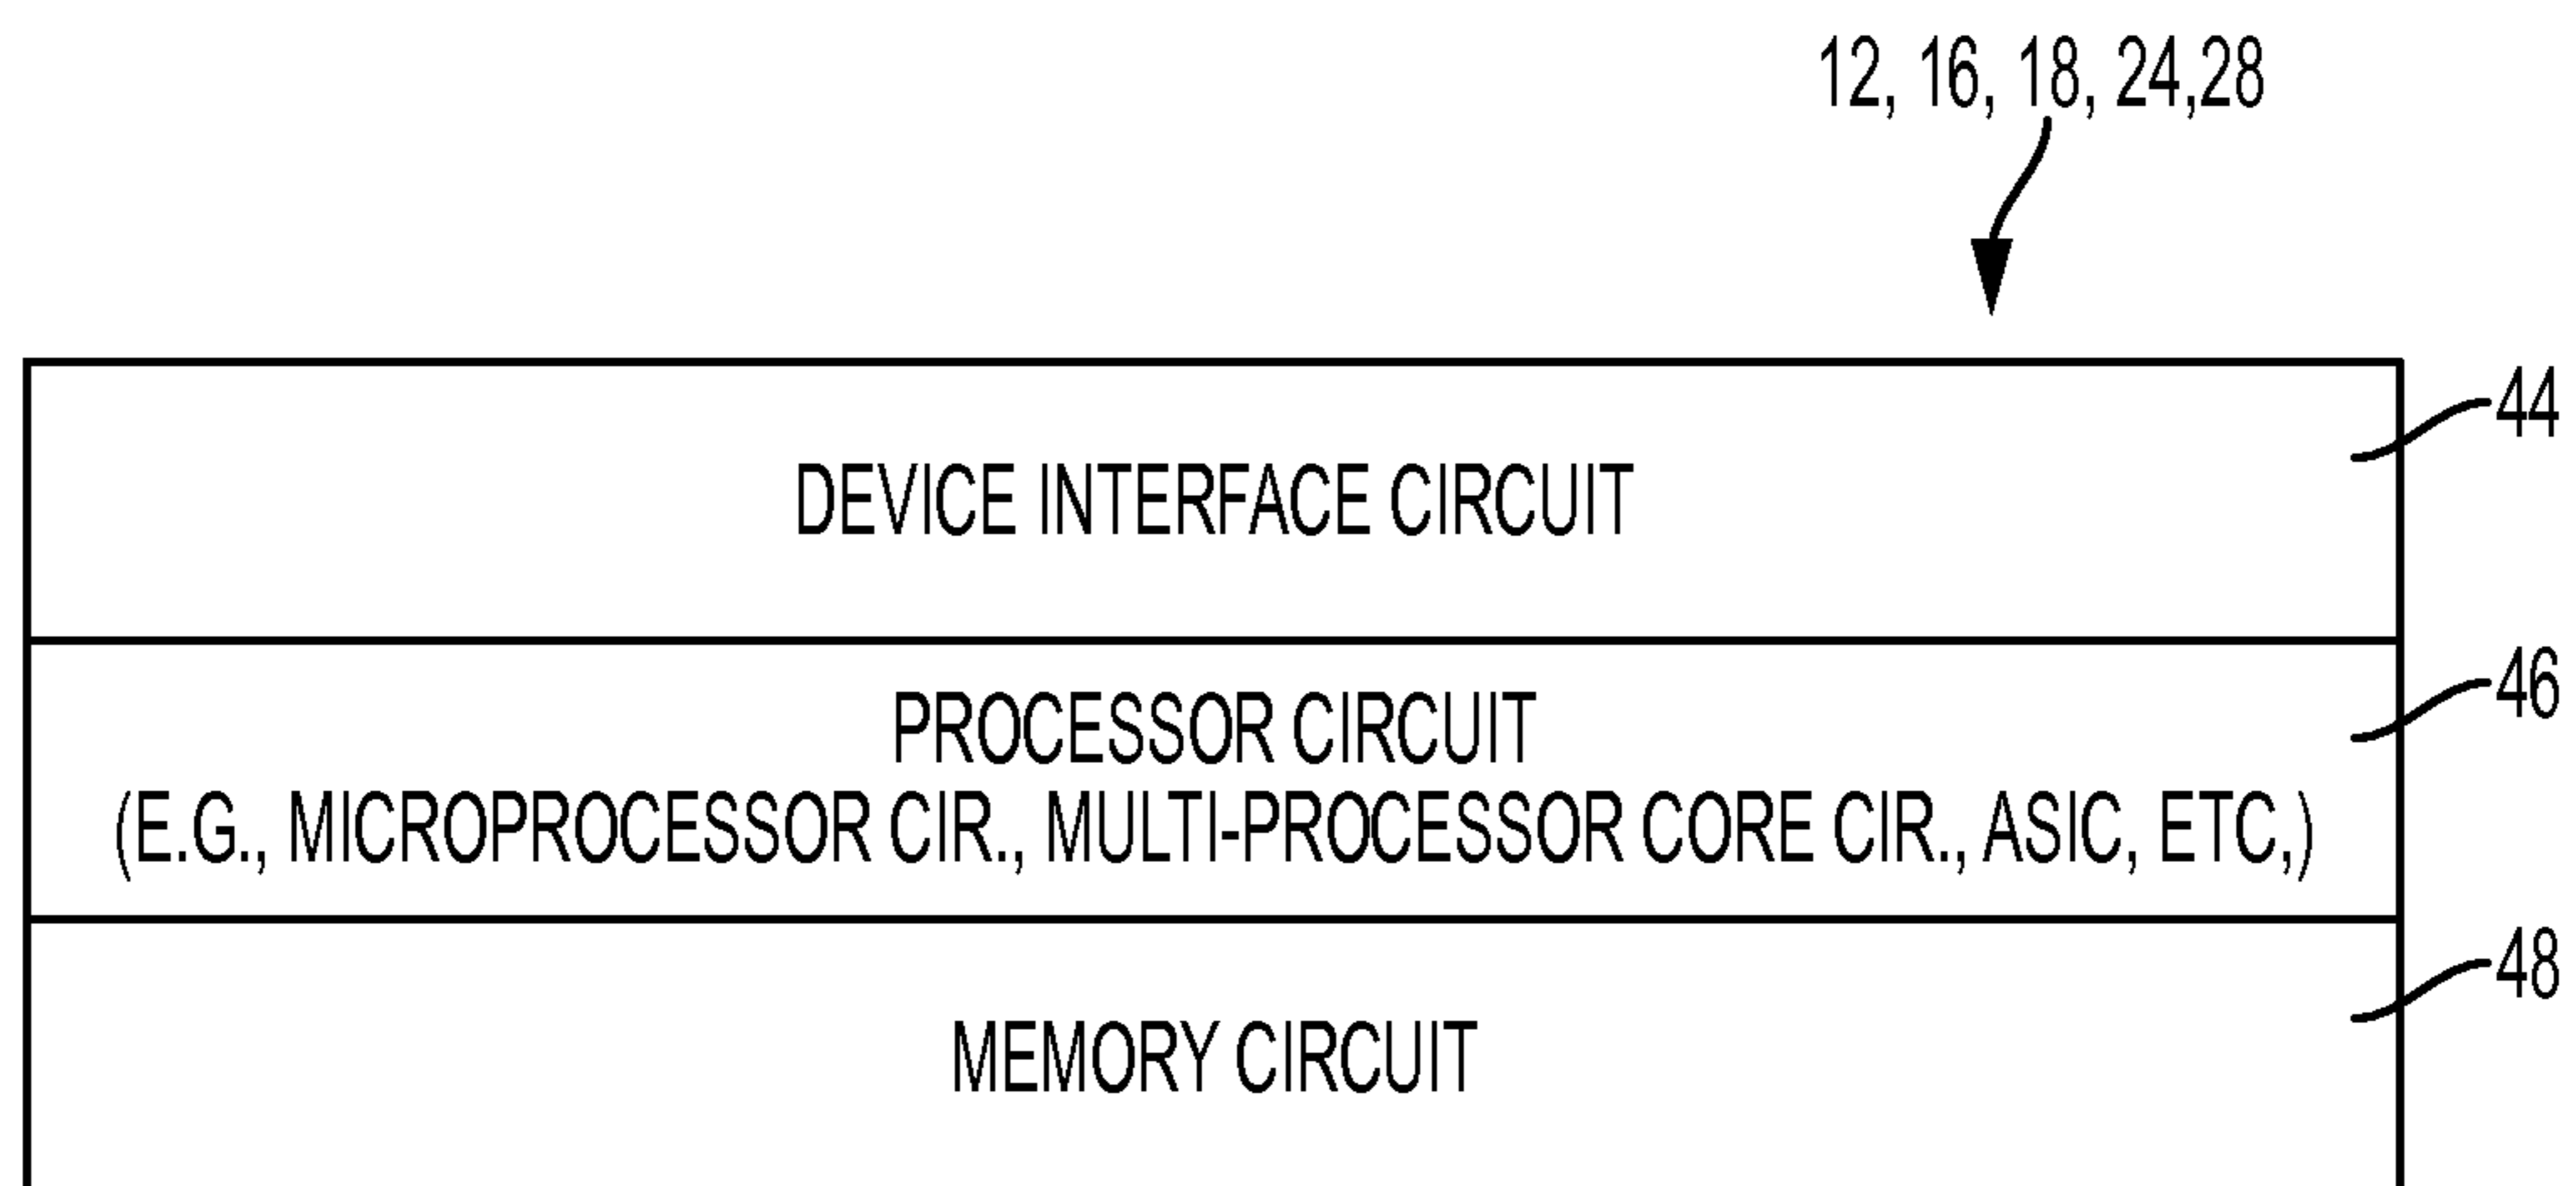 12, 16, 18, 24,28
44
DEVICE INTERFACE CIRCUIT
46
PROCESSOR CIRCUIT
(E.G., MICROPROCESSOR CIR., MULTI-PROCESSOR CORE CIR., ASIC, ETC,)
48
MEMORY CIRCUIT